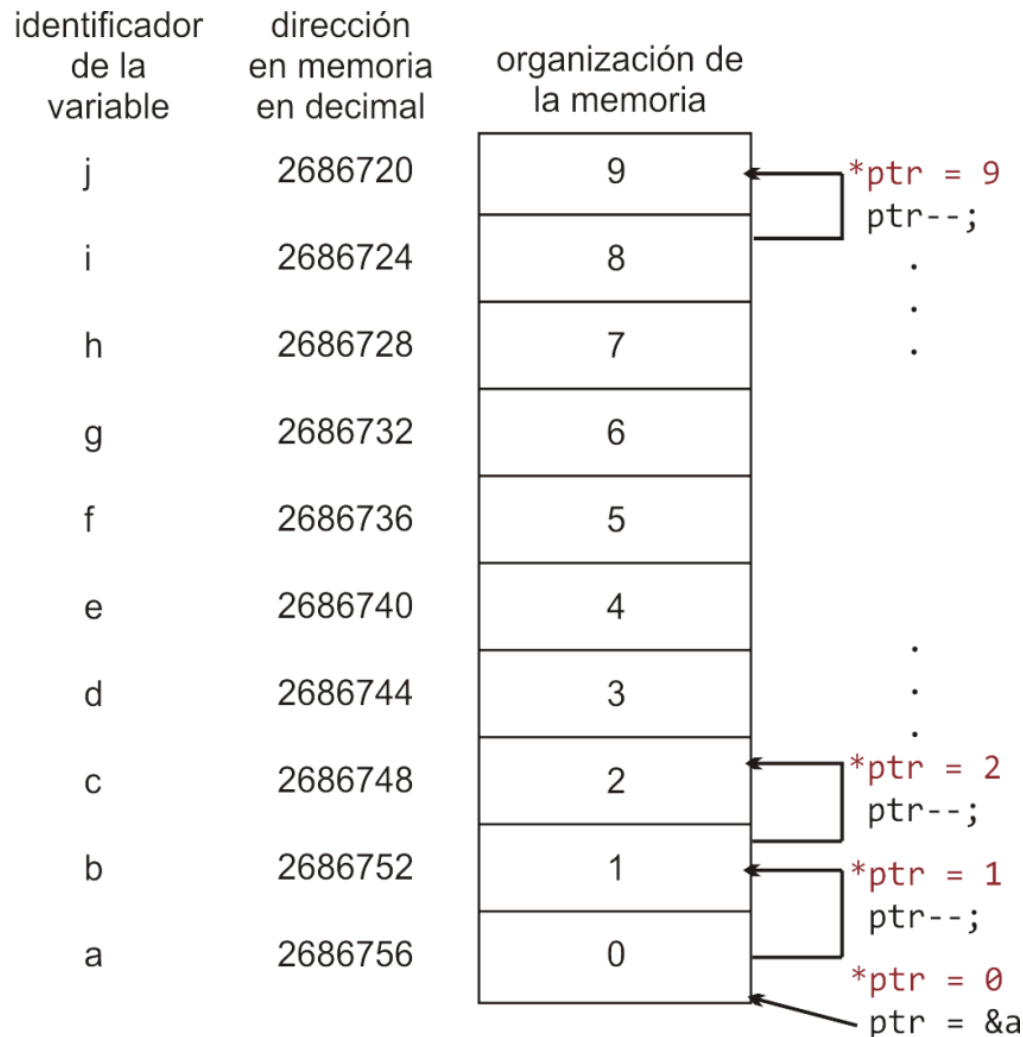 identificador
de la
variable
dirección
en memoria
en decimal
organización de
la memoria
j 2686720 9
*ptr = 9
ptr--;
i 2686724 8
.
.
.
h 2686728 7
g 2686732 6
f 2686736 5
e 2686740 4
.
.
.
d 2686744 3
c 2686748 2
*ptr = 2
ptr--;
b 2686752 1
*ptr = 1
ptr--;
a 2686756 0
*ptr = 0
ptr = &a